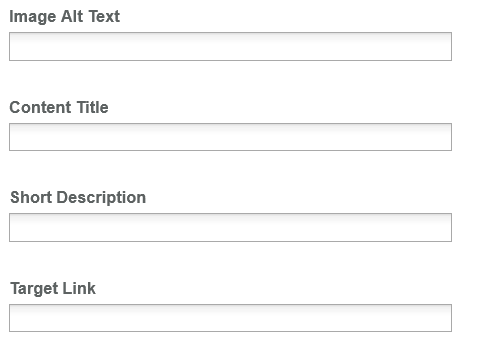 Image Alt Text
Content Title
Short Description
Target Link